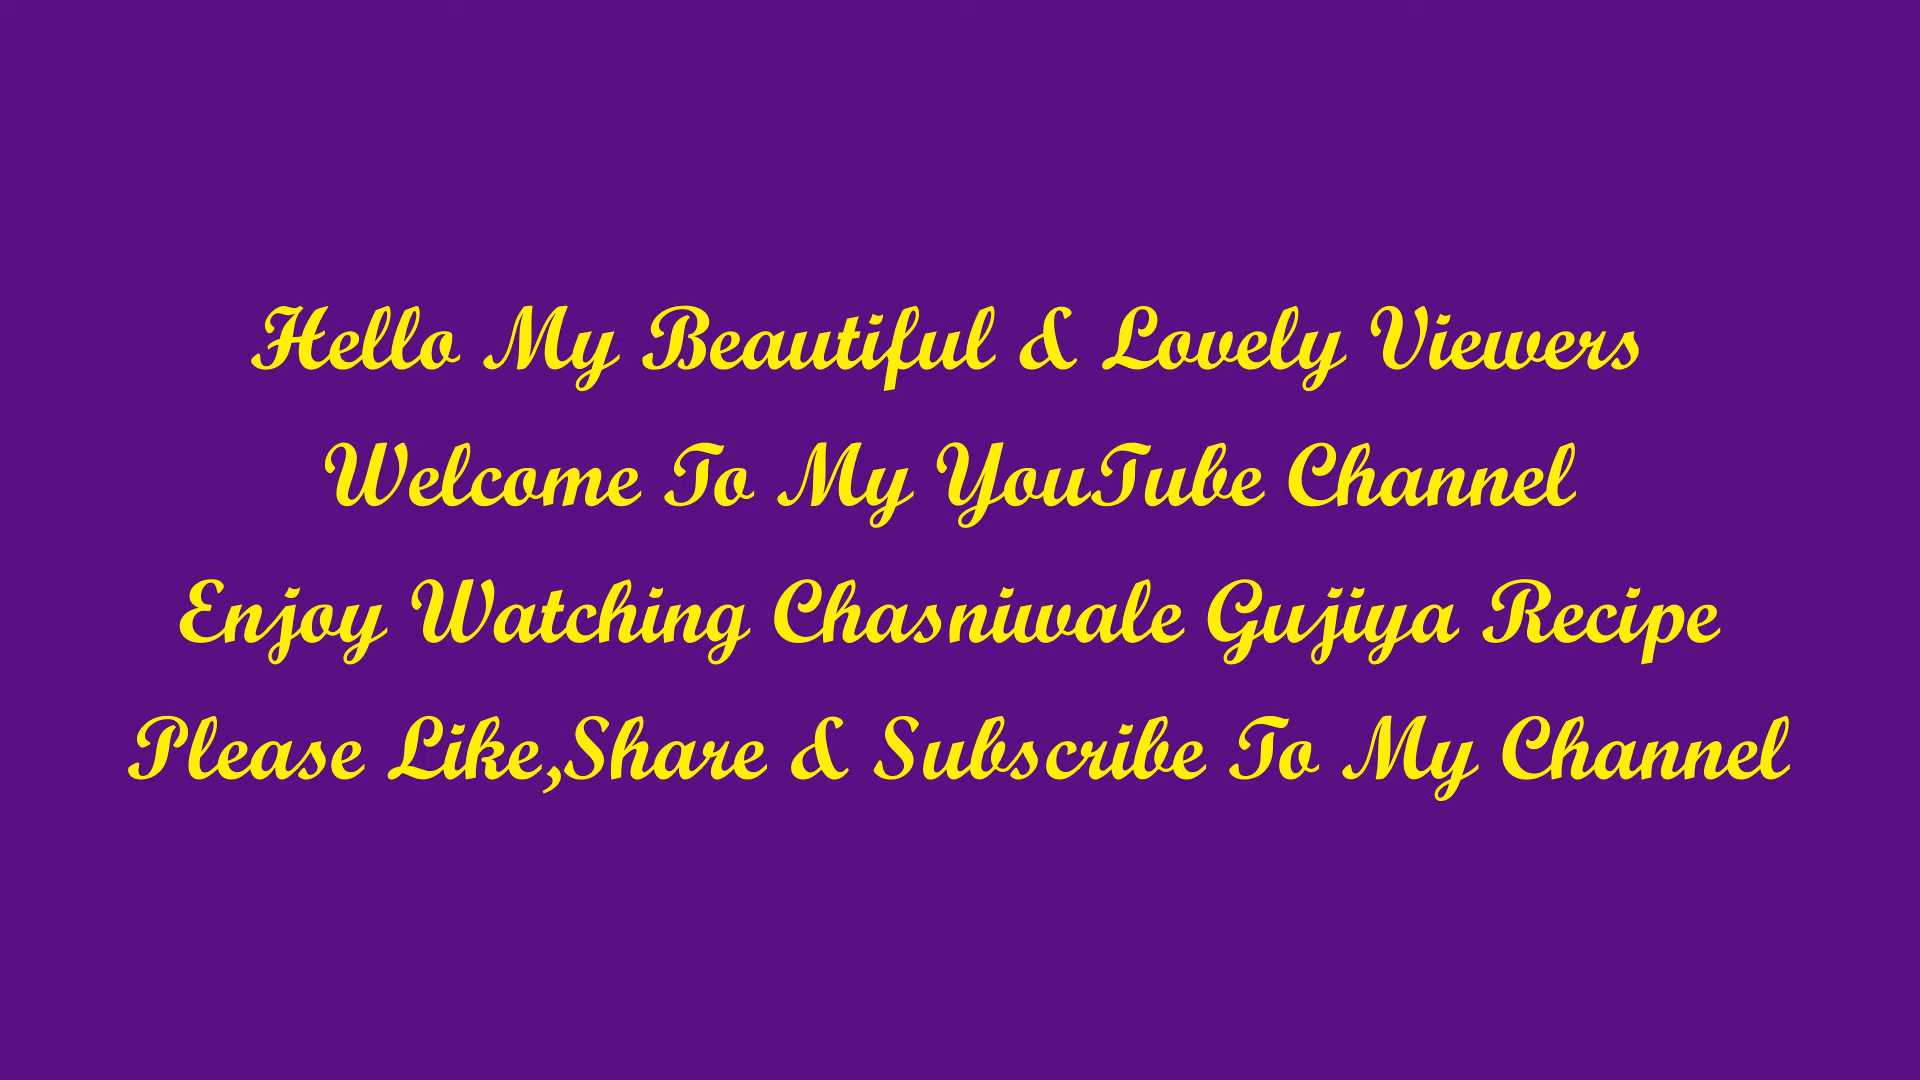 Hello My Beautiful & Lovely Viewers
Welcome To My YouTube Channel
Enjoy Watching Chasniwale Gujiya Recipe
Please Like,Share & Subscribe To My Channel